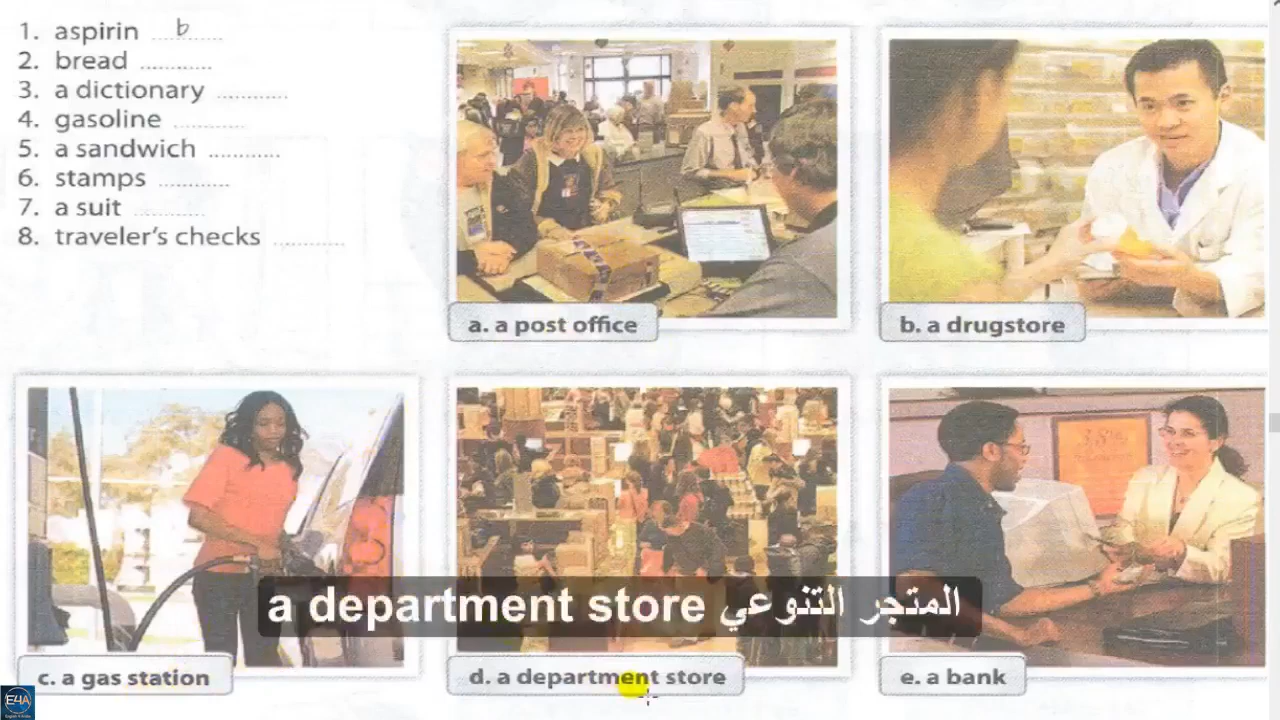 1. aspirin b
2. bread ............
3. a dictionary ............
4. gasoline ............
5. a sandwich ............
6. stamps ............
7. a suit ............
8. traveler's checks ............
a. a post office
b. a drugstore
a department store المتجر التنوعي
c. a gas station
d. a department store
e. a bank
E4A